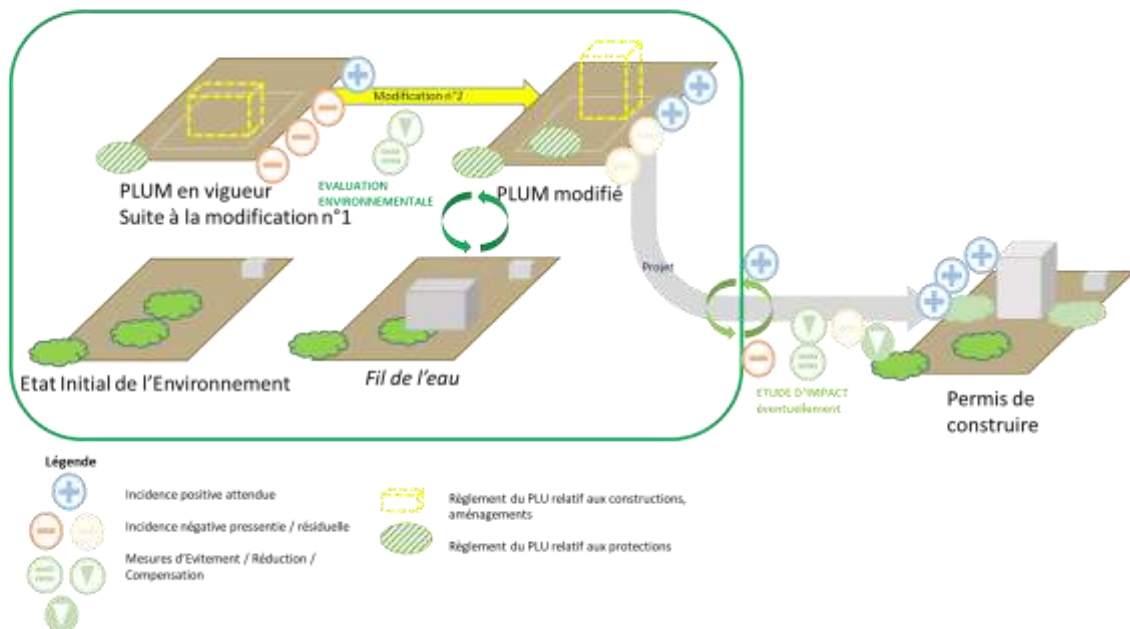 Modification n°2
PLUM en vigueur
Suite à la modification n°1
EVALUATION
ENVIRONNEMENTALE
PLUM modifié
Projet
Etat Initial de l'Environnement
Fil de l'eau
ETUDE D'IMPACT
éventuellement
Permis de
construire
Légende
Incidence positive attendue
Incidence négative pressentie / résiduelle
Mesures d'Evitement / Réduction /
Compensation
Règlement du PLU relatif aux constructions,
aménagements
Règlement du PLU relatif aux protections